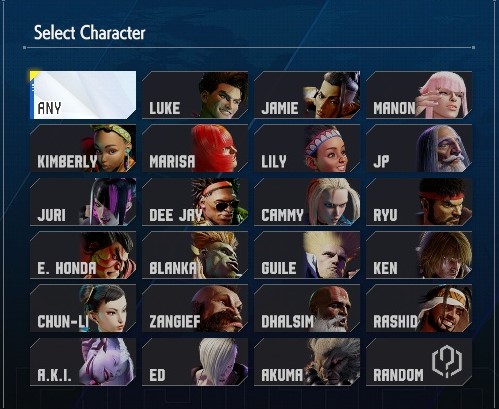 Select Character
ANY LUKE JAMIE MANON
KIMBERLY MARISA LILY JP
JURI DEE JAY CAMMY RYU
E. HONDA BLANKA GUILE KEN
CHUN-LI ZANGIEF DHALSIM RASHID
A.K.I. ED AKUMA RANDOM